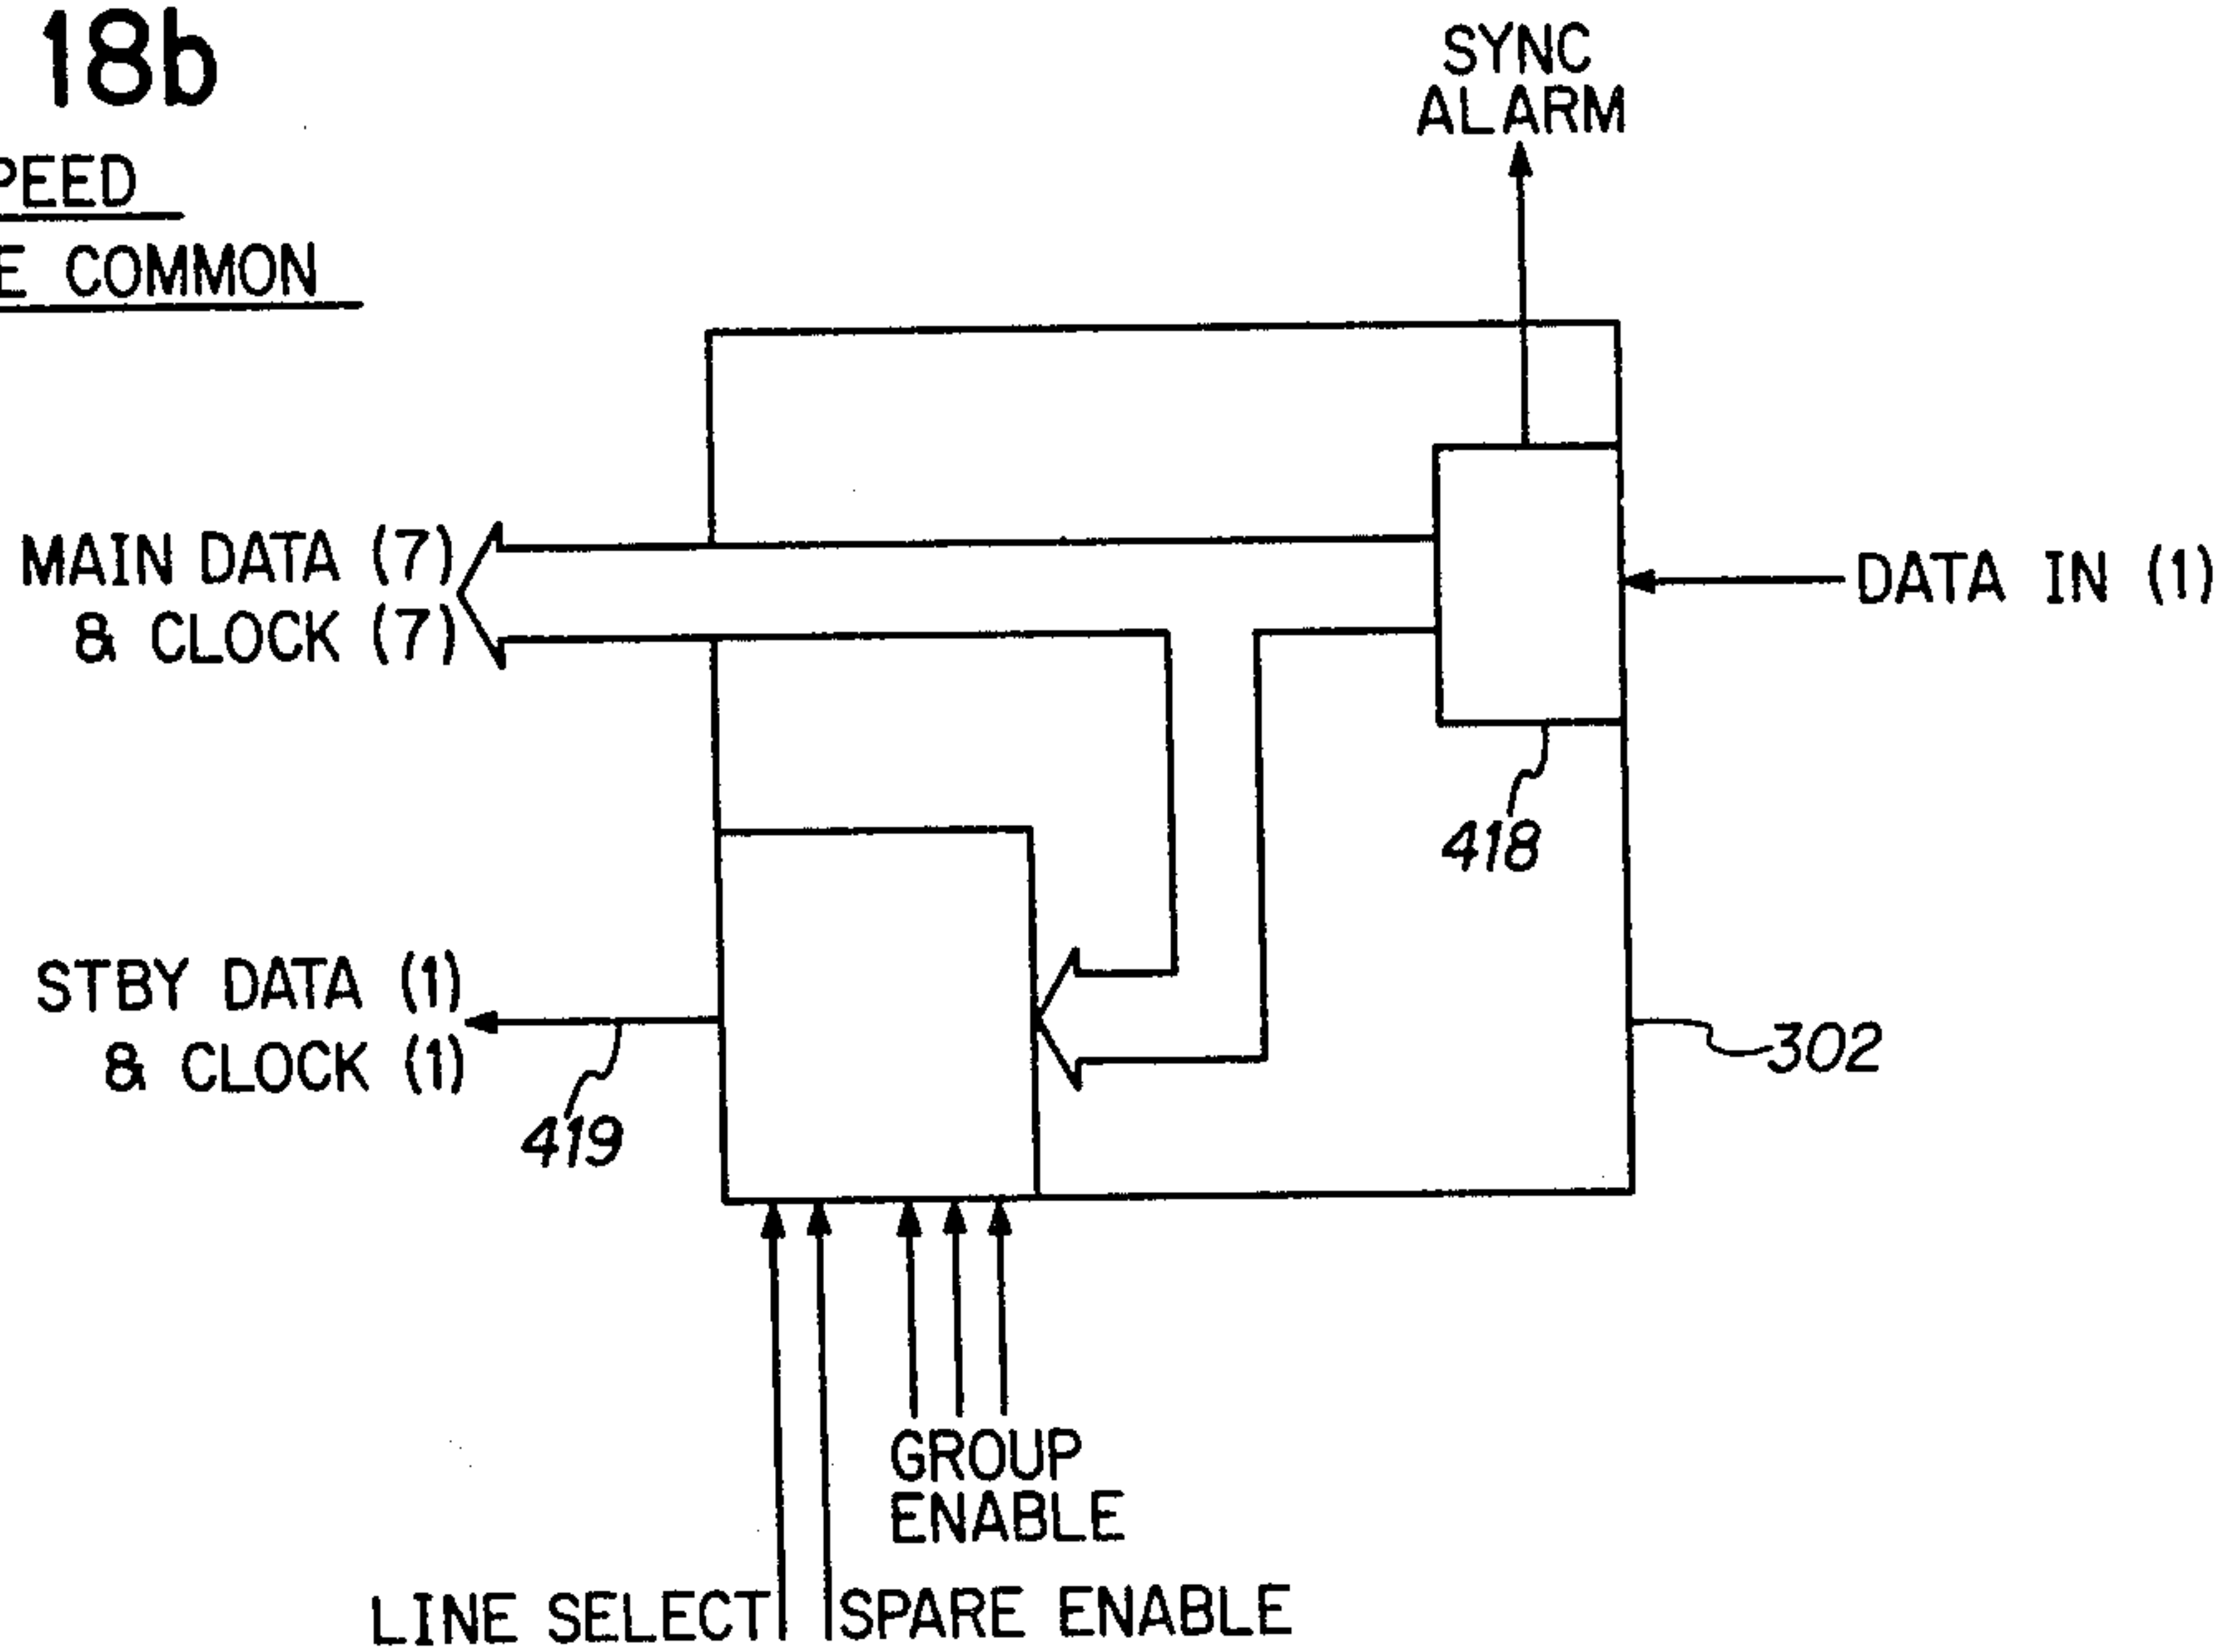 18b
PEED
E COMMON
SYNC
ALARM
MAIN DATA (7)
& CLOCK (7)
DATA IN (1)
418
STBY DATA (1)
& CLOCK (1)
419
302
GROUP
ENABLE
LINE SELECT
SPARE ENABLE